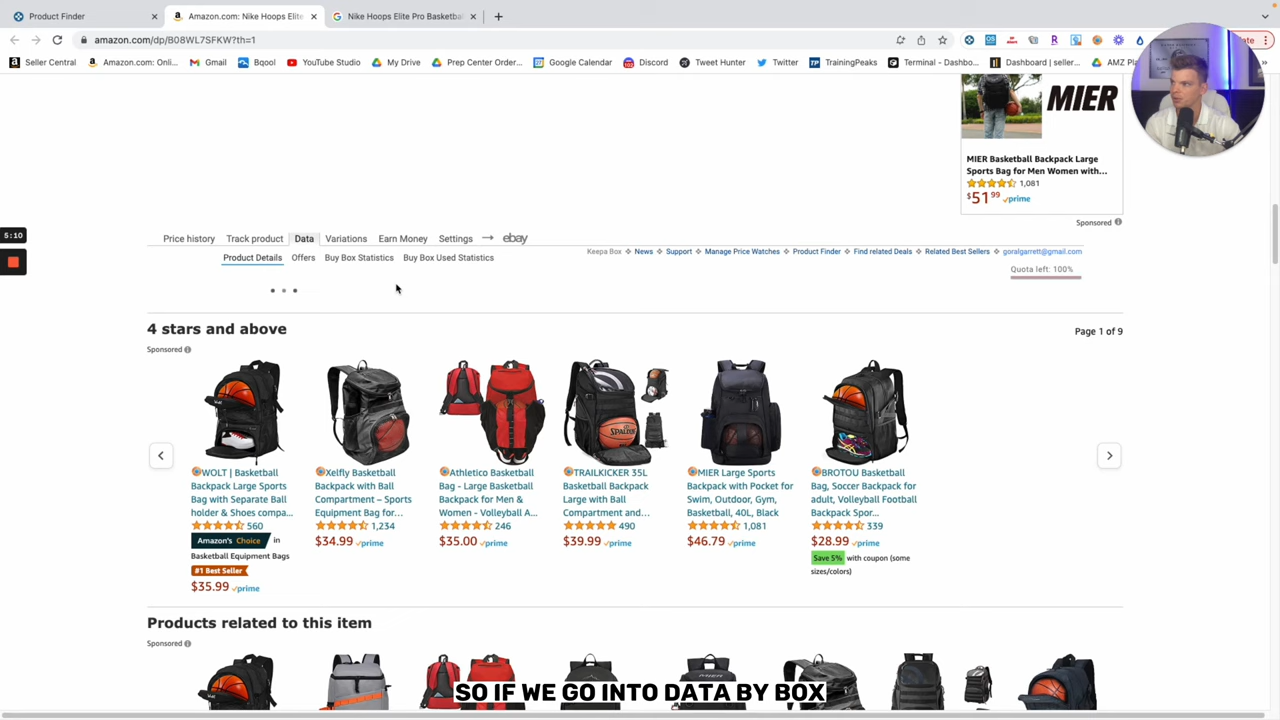 Product Finder
Amazon.com: Nike Hoops Elite
Nike Hoops Elite Pro Basketbal
amazon.com/dp/B08WL7SFKW?th=1
Seller Central
Amazon.com: Onli...
Gmail
Bqool
YouTube Studio
My Drive
Prep Center Order...
Google Calendar
Discord
Tweet Hunter
Twitter
TrainingPeaks
Terminal - Dashbo...
Dashboard | seller...
AMZ Pl
MIER
MIER Basketball Backpack Large
Sports Bag for Men Women with...
1,081
$51 99 prime
Sponsored
5:10
Price history
Track product
Data
Variations
Earn Money
Settings
ebay
Keepa Box
News
Support
Manage Price Watches
Product Finder
Find related Deals
Related Best Sellers
goralgarrett@gmail.com
Product Details
Offers
Buy Box Statistics
Buy Box Used Statistics
Quota left: 100%
4 stars and above
Page 1 of 9
Sponsored
WOLT | Basketball
Backpack Large Sports
Bag with Separate Ball
holder & Shoes compa...
560
Amazon's Choice in
Basketball Equipment Bags
#1 Best Seller
$35.99 prime
Xelfly Basketball
Backpack with Ball
Compartment – Sports
Equipment Bag for...
1,234
$34.99 prime
Athletico Basketball
Bag - Large Basketball
Backpack for Men &
Women - Volleyball A...
246
$35.00 prime
SPALDING
TRAILKICKER 35L
Basketball Backpack
Large with Ball
Compartment and...
490
$39.99 prime
MIER Large Sports
Backpack with Pocket for
Swim, Outdoor, Gym,
Basketball, 40L, Black
1,081
$46.79 prime
BROTOU Basketball
Bag, Soccer Backpack for
adult, Volleyball Football
Backpack Spor...
339
$28.99 prime
Save 5% with coupon (some
sizes/colors)
Products related to this item
Sponsored
SO IF WE GO INTO DATA BY BOX